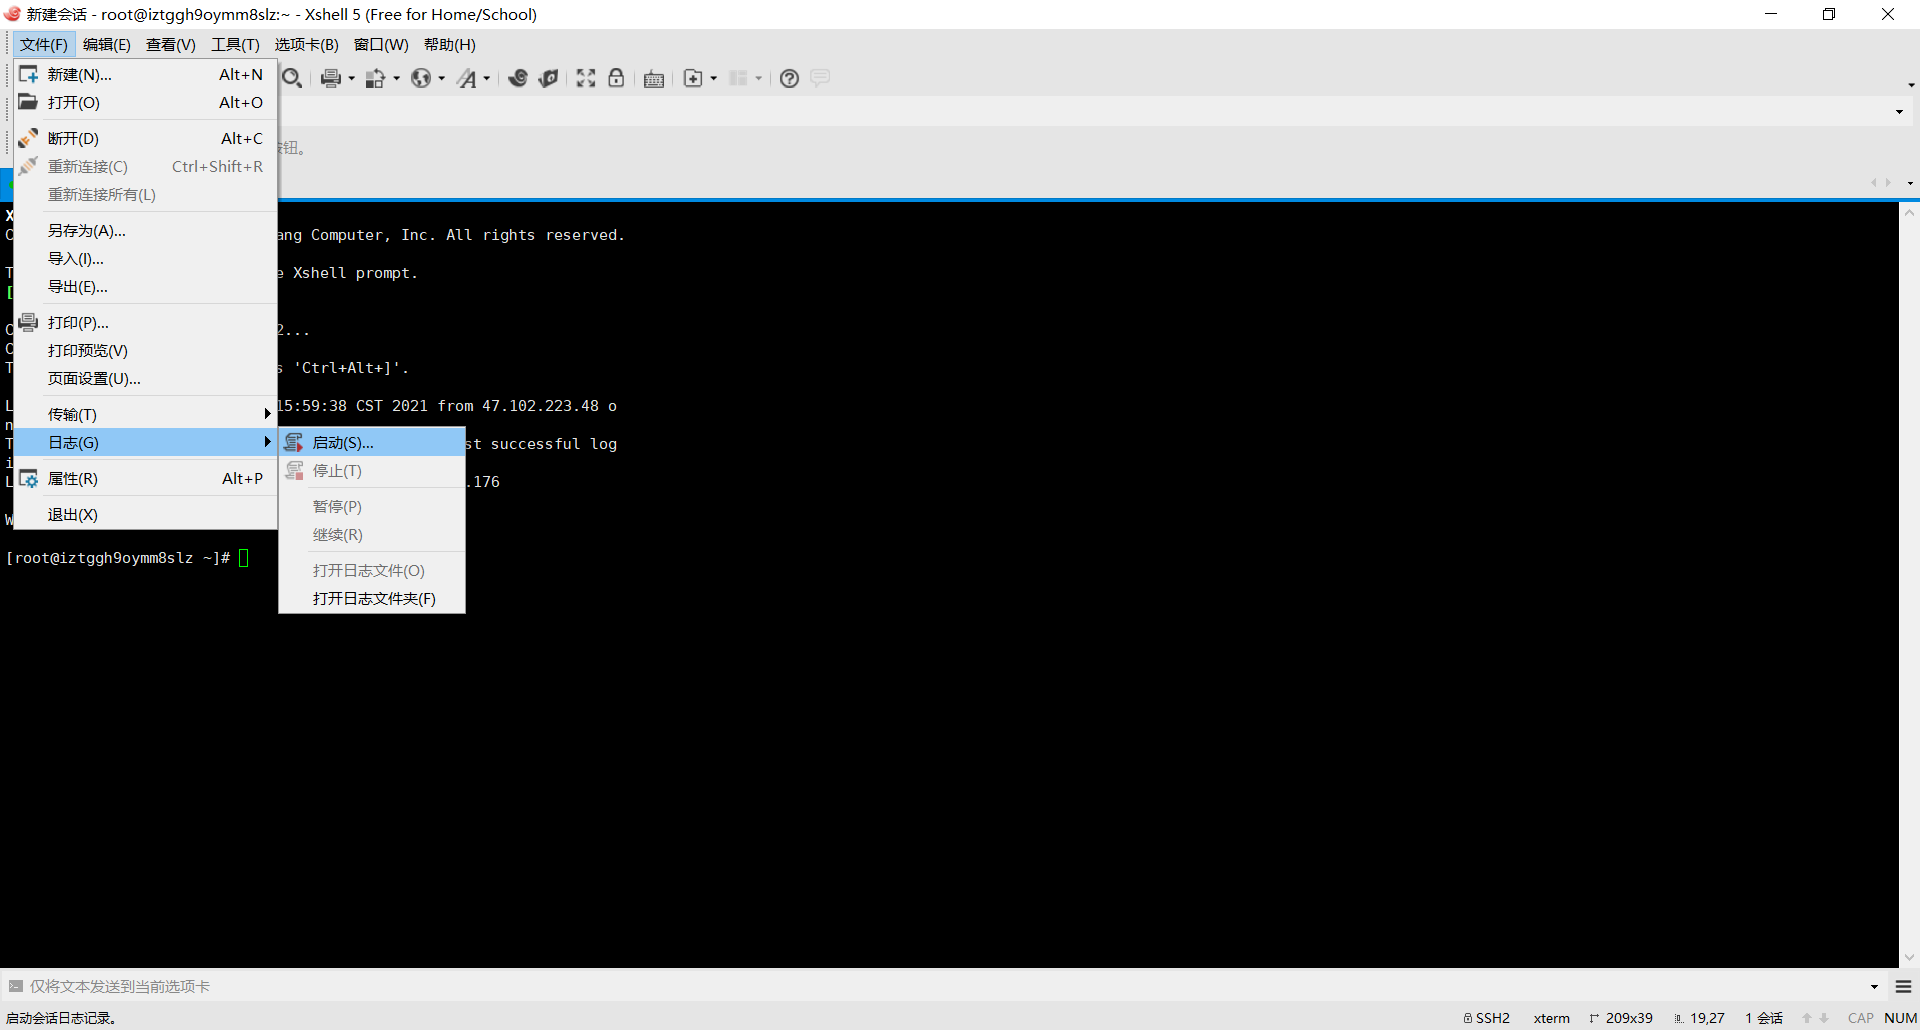 新建会话 - root@iztggh9oymm8slz:~ - Xshell 5 (Free for Home/School)
文件(F) 编辑(E) 查看(V) 工具(T) 选项卡(B) 窗口(W) 帮助(H)
新建(N)... Alt+N
打开(O) Alt+O
断开(D) Alt+C
钮。
重新连接(C) Ctrl+Shift+R
重新连接所有(L)
X
另存为(A)...
C ang Computer, Inc. All rights reserved.
导入(I)...
T e Xshell prompt.
导出(E)...
[
打印(P)...
C 2...
打印预览(V)
C
T s 'Ctrl+Alt+]'.
页面设置(U)...
L 15:59:38 CST 2021 from 47.102.223.48 o
传输(T)
n
日志(G) 启动(S)...
T st successful log
i 停止(T)
属性(R) Alt+P
L .176
暂停(P)
退出(X)
W
继续(R)
[root@iztggh9oymm8slz ~]#
打开日志文件(O)
打开日志文件夹(F)
仅将文本发送到当前选项卡
启动会话日志记录。 SSH2 xterm 209x39 19,27 1 会话 CAP NUM